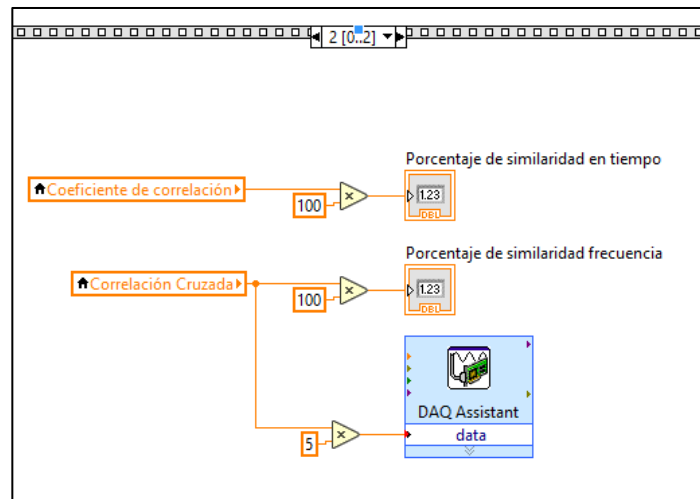 2 [0..2]
Porcentaje de similaridad en tiempo
Coeficiente de correlación
100
×
1.23
DBL
Porcentaje de similaridad frecuencia
Correlación Cruzada
100
×
1.23
DBL
DAQ Assistant
data
5
×